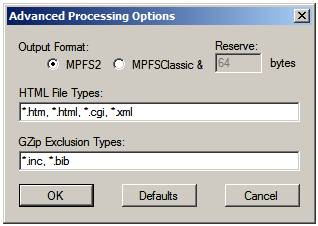 Advanced Processing Options
Output Format:
Reserve:
MPFS2 MPFSClassic & 64 bytes
HTML File Types:
*.htm, *.html, *.cgi, *.xml
GZip Exclusion Types:
*.inc, *.bib
OK Defaults Cancel